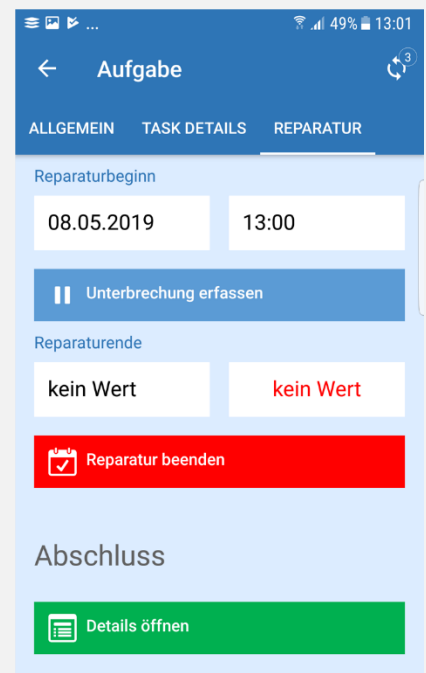 ... 49% 13:01
Aufgabe 3
ALLGEMEIN TASK DETAILS REPARATUR
Reparaturbeginn
08.05.2019 13:00
Unterbrechung erfassen
Reparaturende
kein Wert kein Wert
Reparatur beenden
Abschluss
Details öffnen